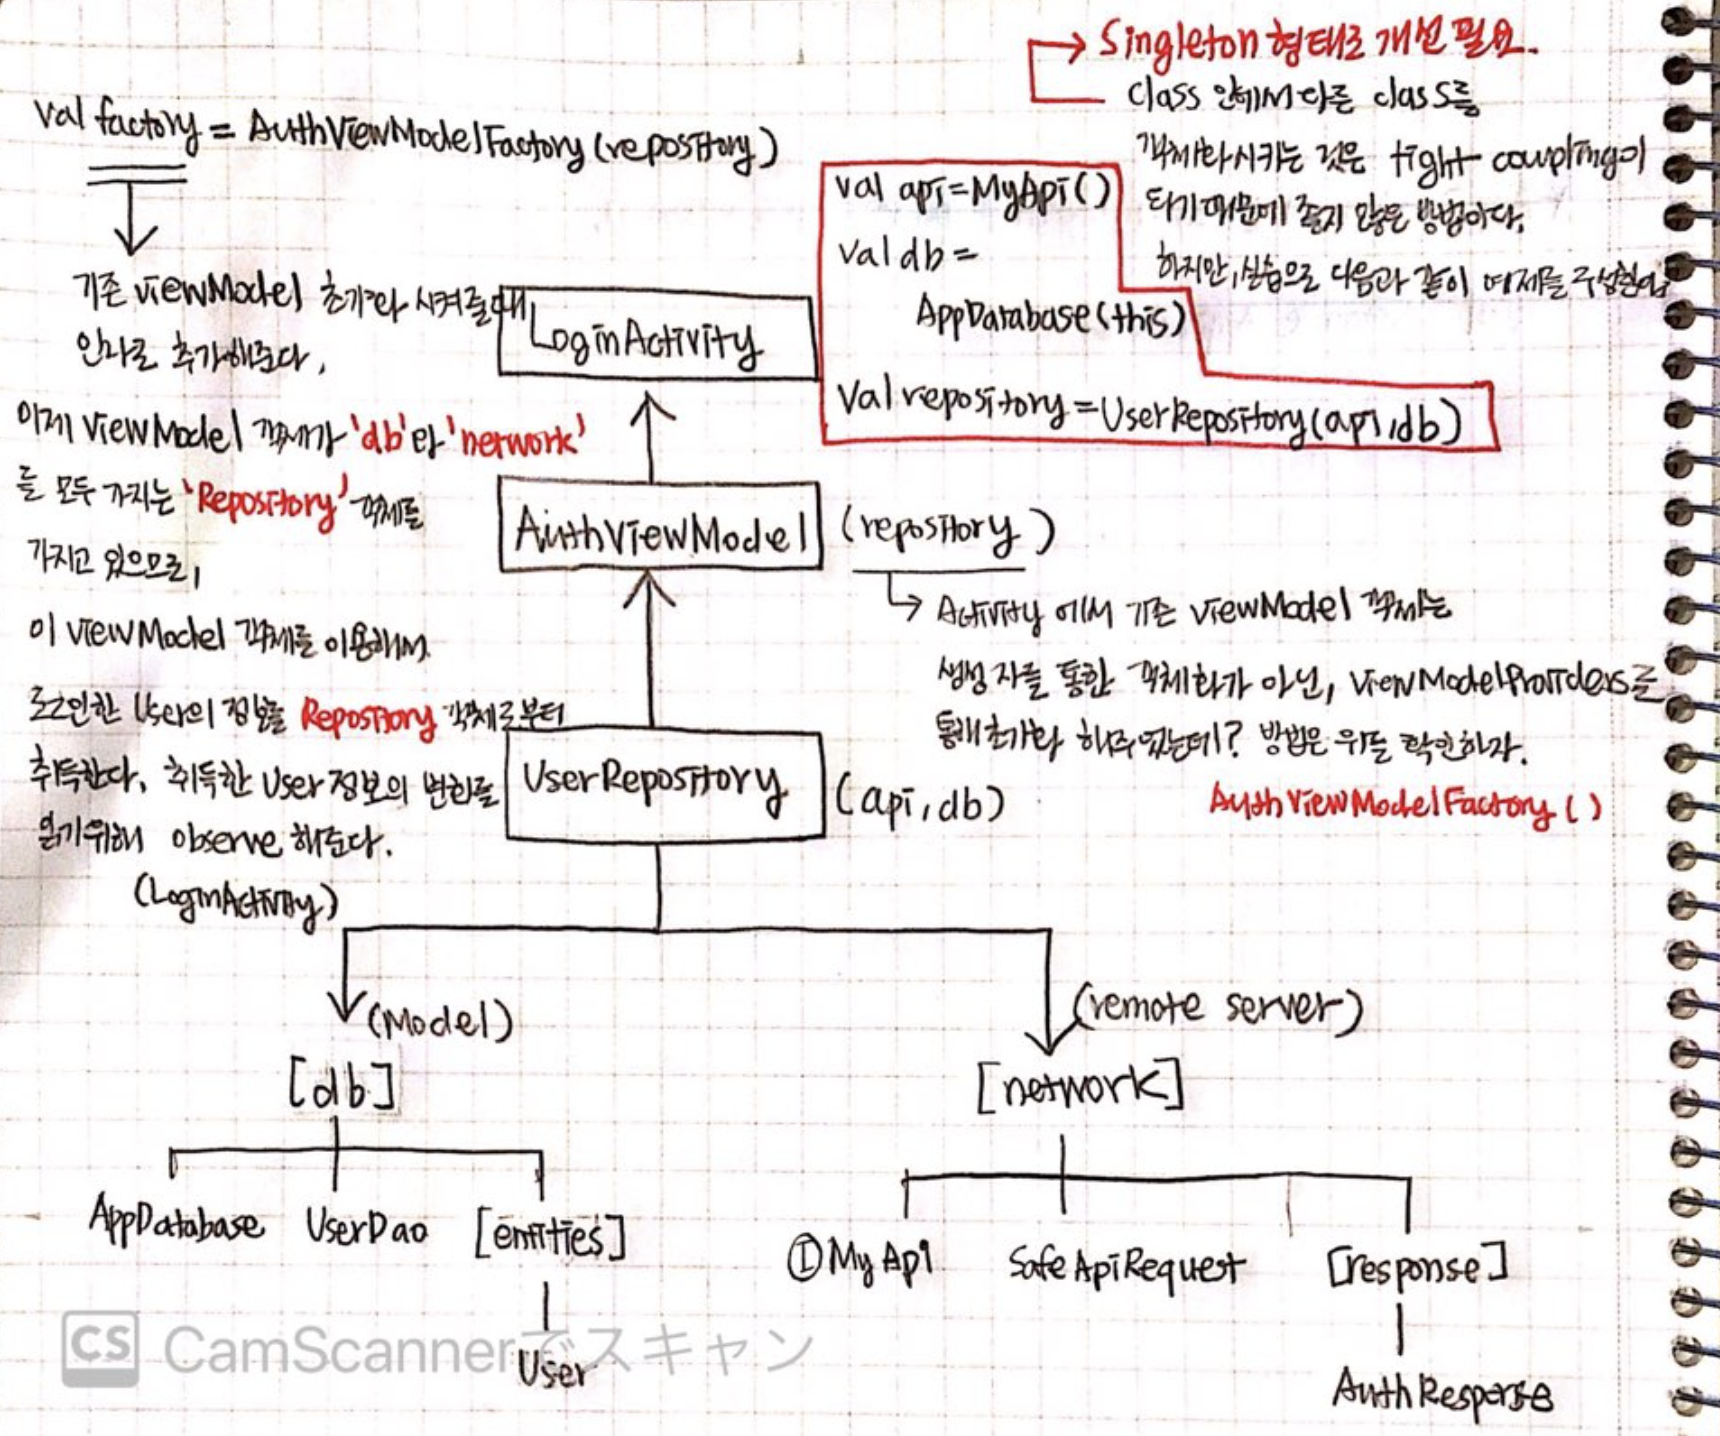 Singleton 형태로 개선 필요.
class 안에서 다른 class를
객체화시키는 것은 tight coupling이
되기 때문에 좋지 않은 방법이다.
하지만, 실습으로 다음과 같이 예제를 구성한다.
val factory = AuthViewModelFactory(repository)
기존 ViewModel 초기화 시켜줄때,
인자로 추가해준다.
이제 ViewModel 객체가 'db'와 'network'
를 모두 가지는 'Repository' 객체를
가지고 있으므로,
이 ViewModel 객체를 이용해서
로그인한 User의 정보를 Repository 객체로부터
취득한다. 취득한 User정보의 변화를
읽기위해 observe 해준다.
(LoginActivity)
val api=MyApi()
val db=
AppDatabase(this)
val repository=UserRepository(api,db)
LoginActivity
AuthViewModel
(repository)
Activity 에서 기존 ViewModel 객체는
생성자를 통한 객체화가 아닌, ViewModelProviders를
통해 초기화 해주었는데? 방법은 위를 확인하자.
AuthViewModelFactory()
UserRepository
(api,db)
(Model)
[db]
AppDatabase UserDao [entities]
User
(remote server)
[network]
Ⓘ MyApi SafeApiRequest [response]
AuthResponse
CS CamScannerでスキャン